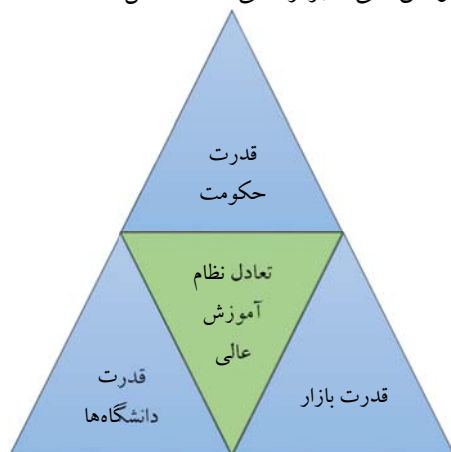 قدرت
حکومت
تعادل نظام
آموزش
عالی
قدرت بازار
قدرت
دانشگاه‌ها